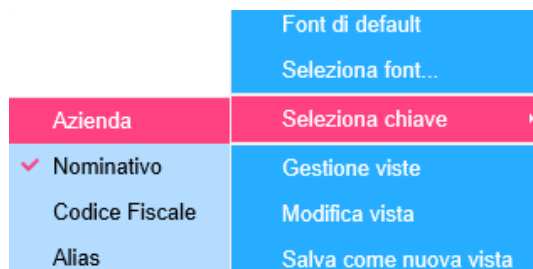 Font di default
Seleziona font...
Seleziona chiave
Gestione viste
Modifica vista
Salva come nuova vista
Azienda
Nominativo
Codice Fiscale
Alias